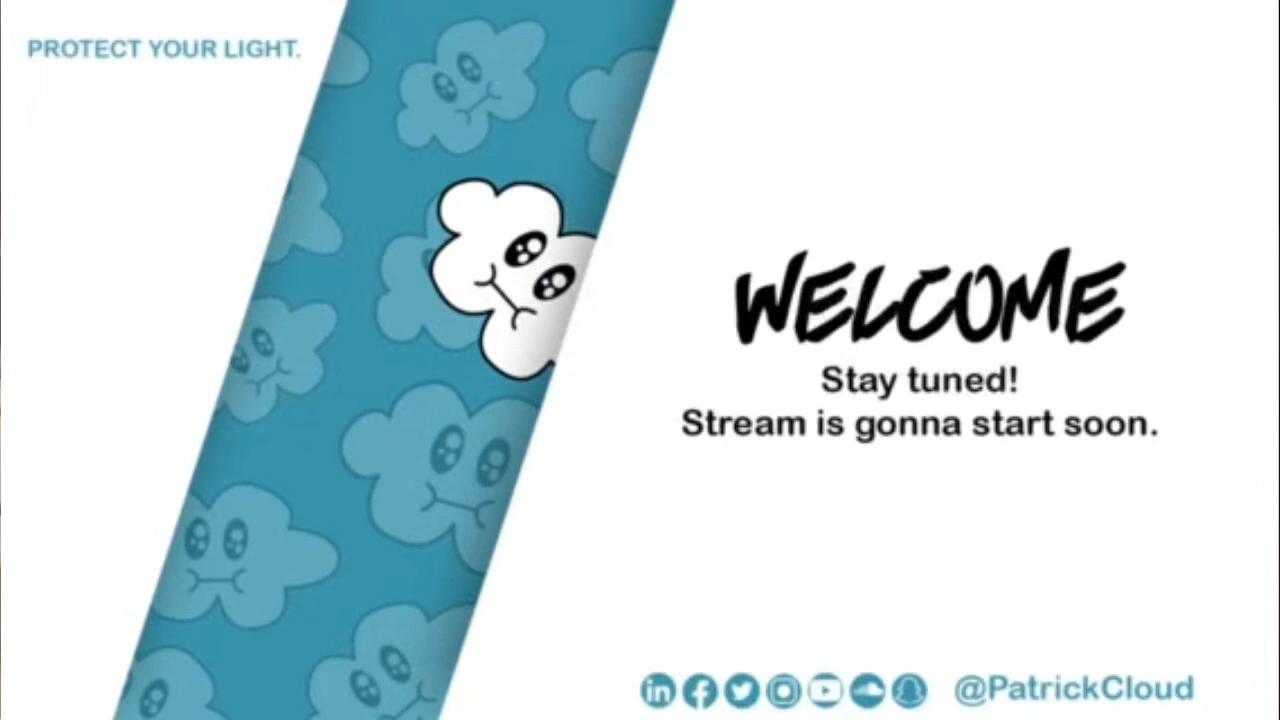 PROTECT YOUR LIGHT.
WELCOME
Stay tuned!
Stream is gonna start soon.
@PatrickCloud